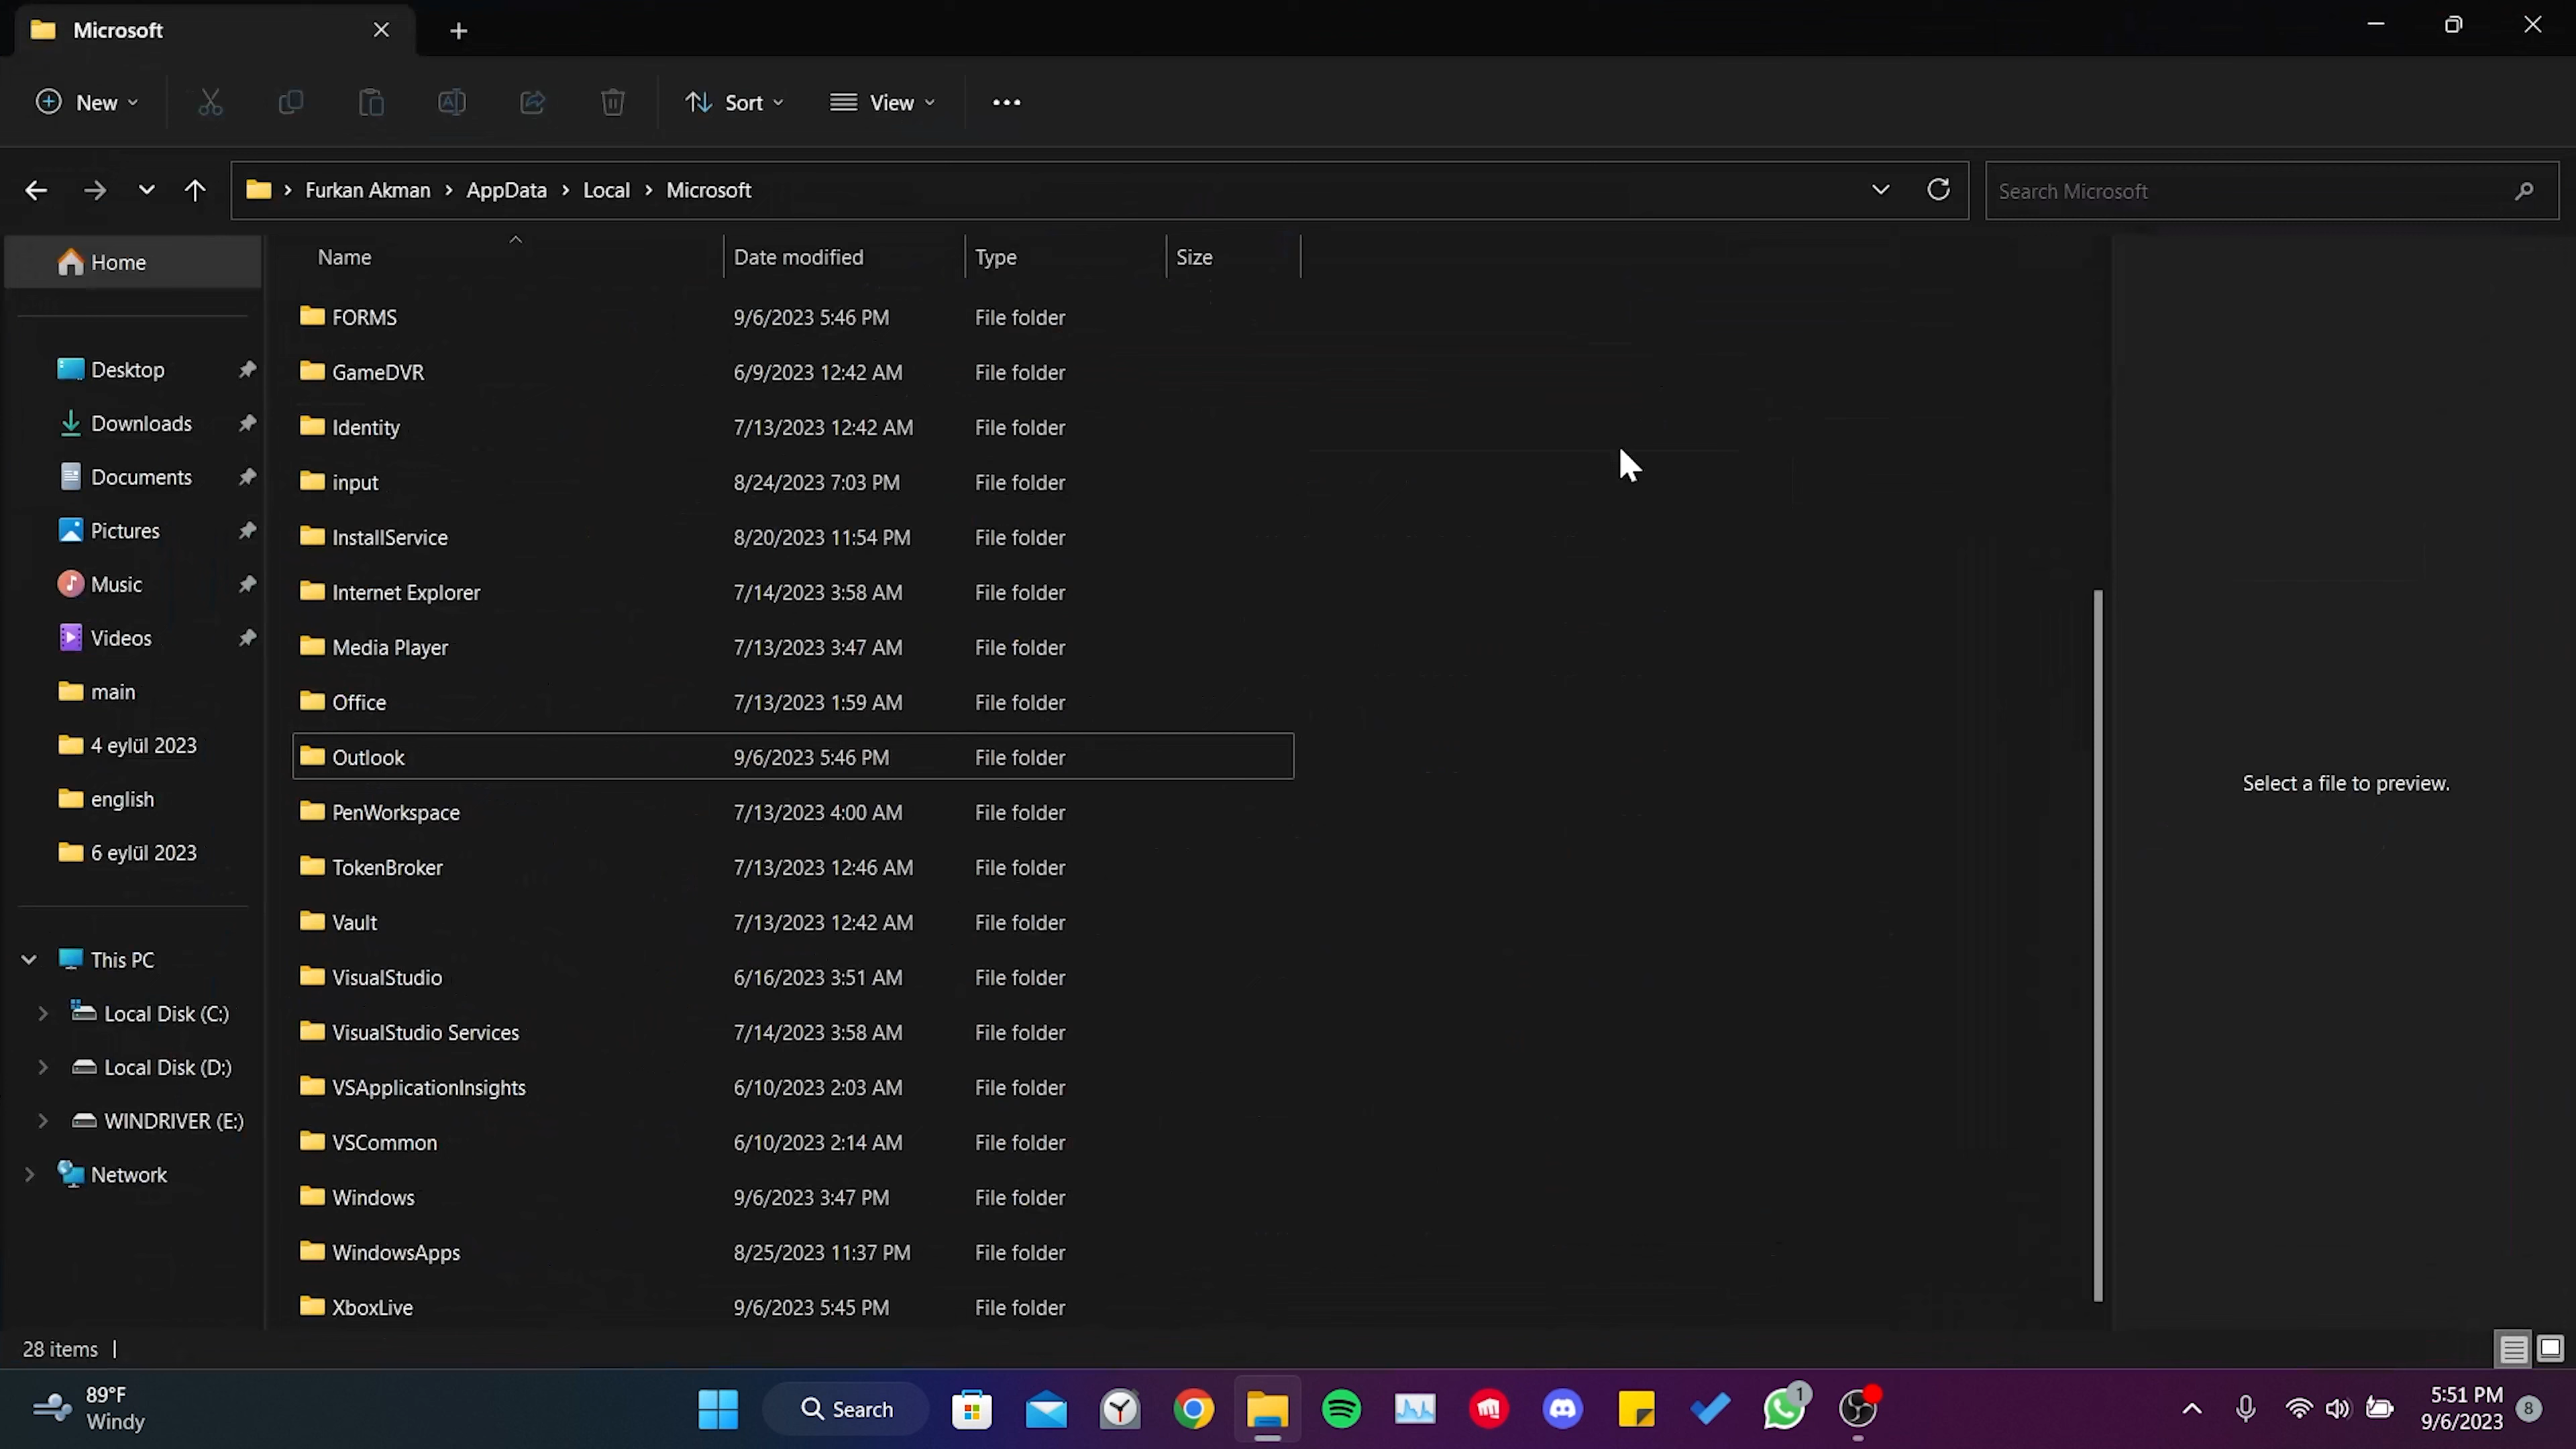 Microsoft
New
Sort
View
Furkan Akman > AppData > Local > Microsoft
Search Microsoft
Name Date modified Type Size
FORMS 9/6/2023 5:46 PM File folder
GameDVR 6/9/2023 12:42 AM File folder
Identity 7/13/2023 12:42 AM File folder
input 8/24/2023 7:03 PM File folder
InstallService 8/20/2023 11:54 PM File folder
Internet Explorer 7/14/2023 3:58 AM File folder
Media Player 7/13/2023 3:47 AM File folder
Office 7/13/2023 1:59 AM File folder
Outlook 9/6/2023 5:46 PM File folder
PenWorkspace 7/13/2023 4:00 AM File folder
TokenBroker 7/13/2023 12:46 AM File folder
Vault 7/13/2023 12:42 AM File folder
VisualStudio 6/16/2023 3:51 AM File folder
VisualStudio Services 7/14/2023 3:58 AM File folder
VSApplicationInsights 6/10/2023 2:03 AM File folder
VSCommon 6/10/2023 2:14 AM File folder
Windows 9/6/2023 3:47 PM File folder
WindowsApps 8/25/2023 11:37 PM File folder
XboxLive 9/6/2023 5:45 PM File folder
Home
Desktop
Downloads
Documents
Pictures
Music
Videos
main
4 eylül 2023
english
6 eylül 2023
This PC
Local Disk (C:)
Local Disk (D:)
WINDRIVER (E:)
Network
Select a file to preview.
28 items
89°F
Windy
Search
1
5:51 PM
9/6/2023
8